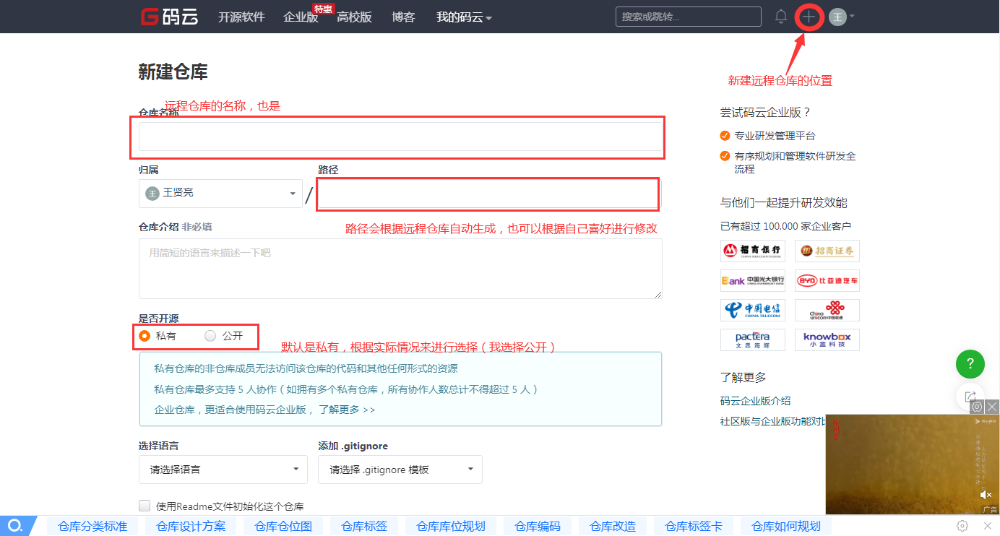 码云
开源软件
企业版
特惠
高校版
博客
我的码云
搜索或跳转...
王
新建远程仓库的位置
新建仓库
远程仓库的名称，也是
仓库名称
归属
路径
王 王贤亮
/
路径会根据远程仓库自动生成，也可以根据自己喜好进行修改
仓库介绍 非必填
用简短的语言来描述一下吧
是否开源
私有
公开
默认是私有，根据实际情况来进行选择（我选择公开）
私有仓库的非仓库成员无法访问该仓库的代码和其他任何形式的资源
私有仓库最多支持 5 人协作（如拥有多个私有仓库，所有协作人数总计不得超过 5 人）
企业仓库，更适合使用码云企业版， 了解更多 >>
选择语言
添加 .gitignore
请选择语言
请选择 .gitignore 模板
使用Readme文件初始化这个仓库
尝试码云企业版？
专业研发管理平台
有序规划和管理软件研发全
流程
与他们一起提升研发效能
已有超过 100,000 家企业客户
招商银行
CHINA MERCHANTS BANK
招商证券
Bank 中国光大银行
CHINA EVERBRIGHT BANK
BYD 比亚迪汽车
中国电信
CHINA TELECOM
China
unicom中国联通
pactera
文思海辉
knowbox
小盒科技
了解更多
码云企业版介绍
社区版与企业版功能对比
?
广告
仓库分类标准
仓库设计方案
仓库仓位图
仓库标签
仓库库位规划
仓库编码
仓库改造
仓库标签卡
仓库如何规划